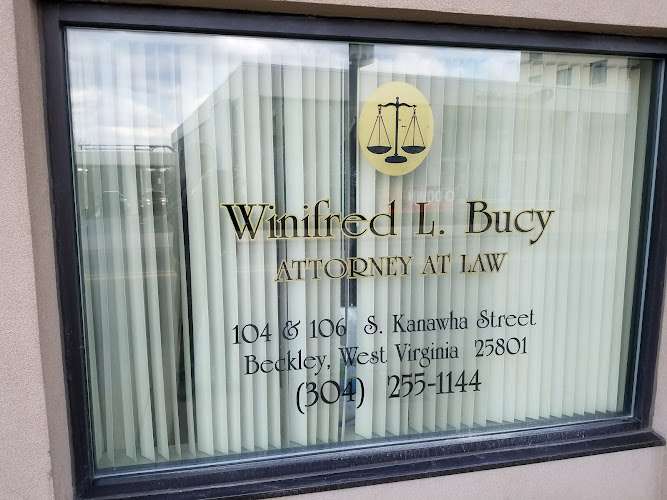 Winifred L. Bucy
ATTORNEY AT LAW
104 & 106 S. Kanawha Street
Beckley, West Virginia 25801
(304) 255-1144